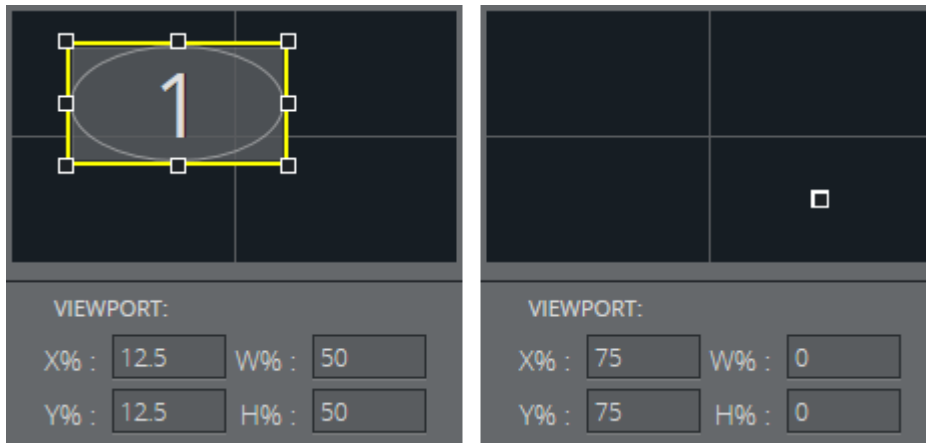 1
VIEWPORT:
X% : 12.5 W% : 50
Y% : 12.5 H% : 50
VIEWPORT:
X% : 75 W% : 0
Y% : 75 H% : 0